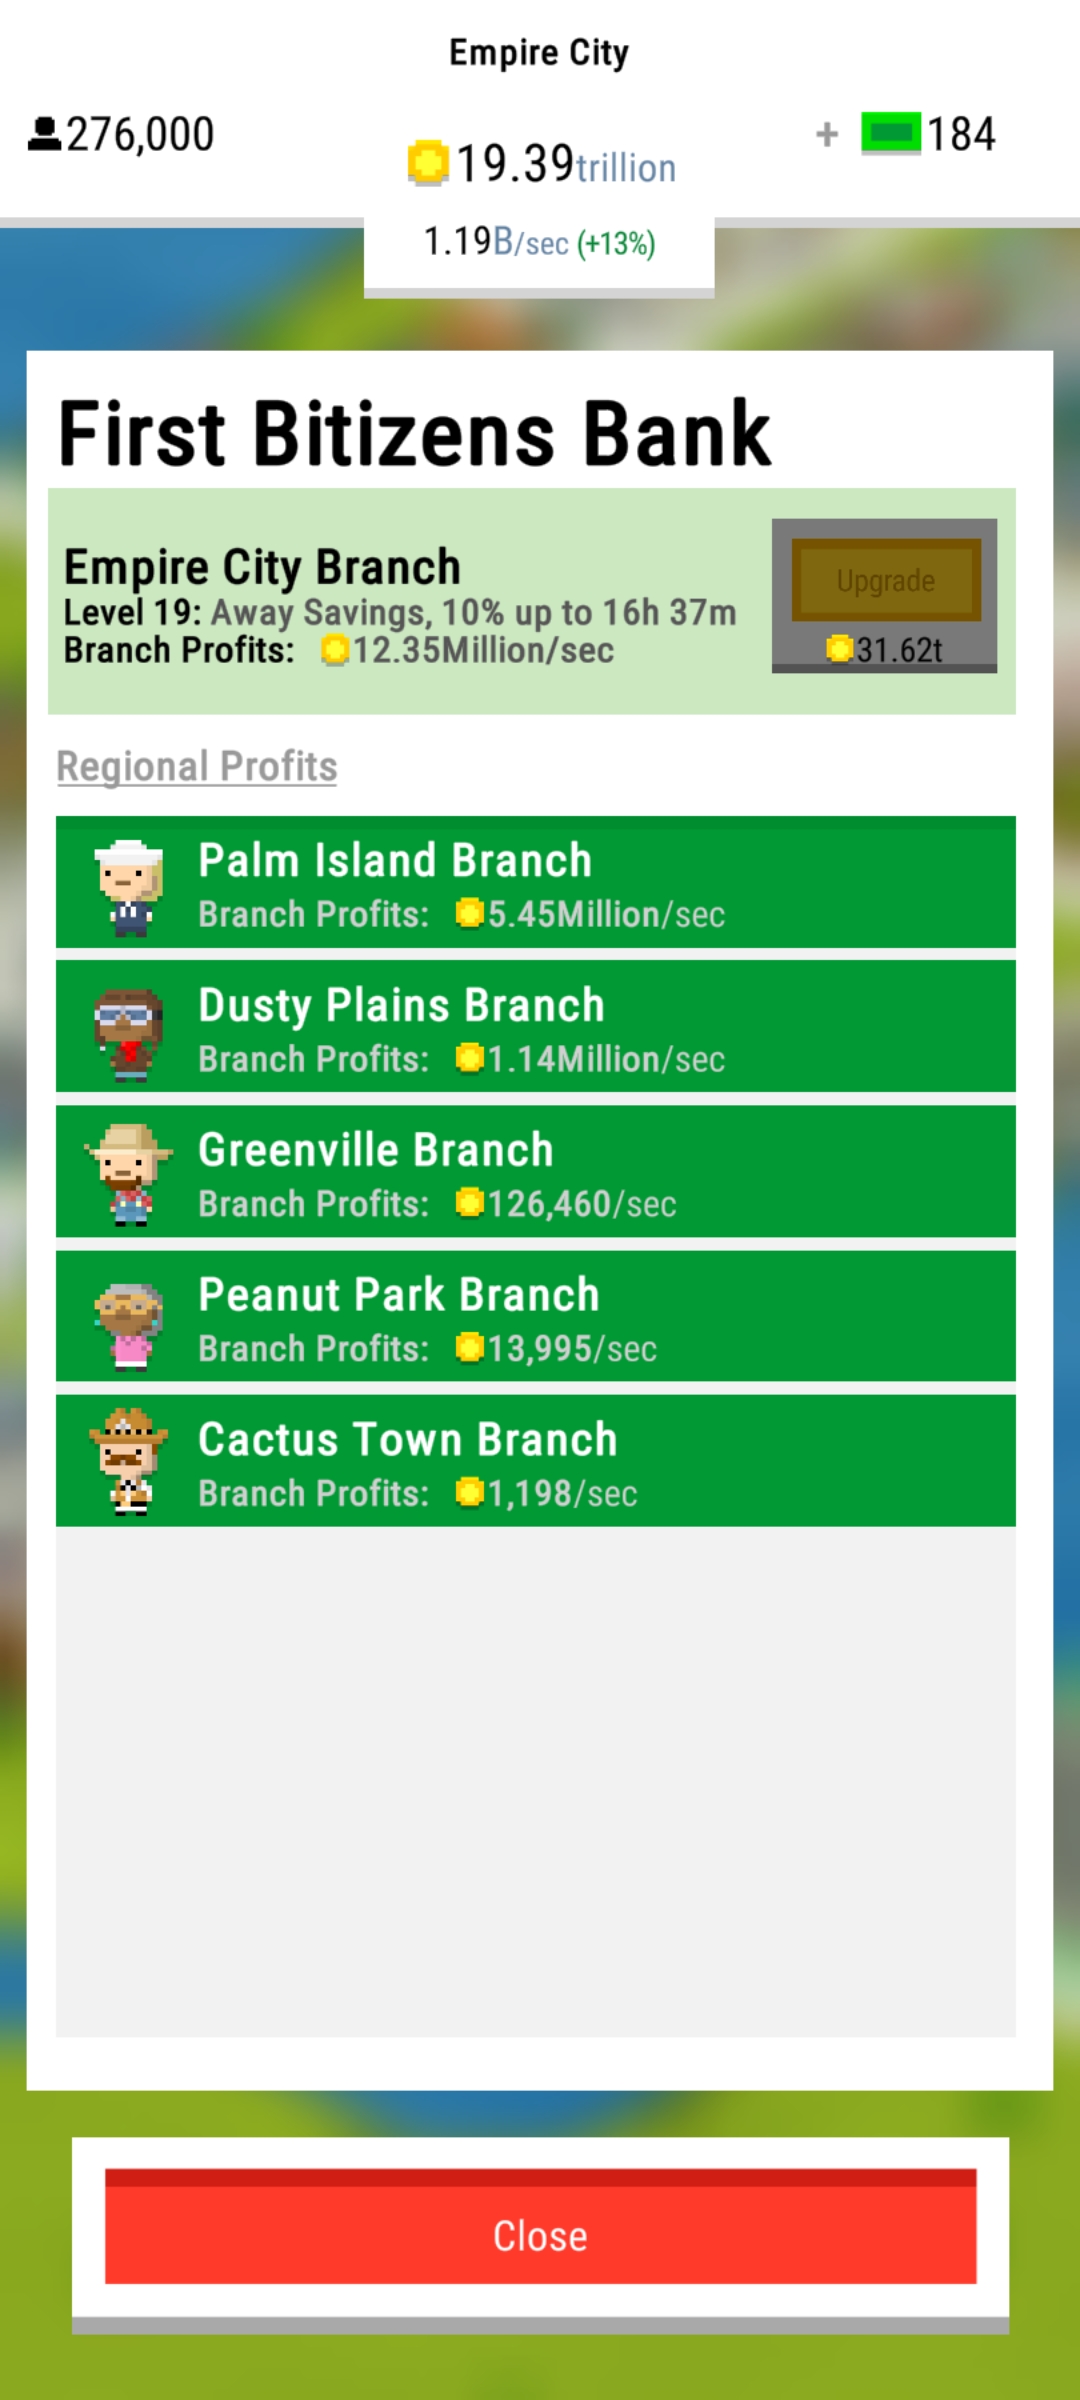 Empire City
276,000
19.39trillion
+ 184
1.19B/sec (+13%)
First Bitizens Bank
Empire City Branch
Level 19: Away Savings, 10% up to 16h 37m
Branch Profits: 12.35Million/sec
Upgrade
31.62t
Regional Profits
Palm Island Branch
Branch Profits: 5.45Million/sec
Dusty Plains Branch
Branch Profits: 1.14Million/sec
Greenville Branch
Branch Profits: 126,460/sec
Peanut Park Branch
Branch Profits: 13,995/sec
Cactus Town Branch
Branch Profits: 1,198/sec
Close